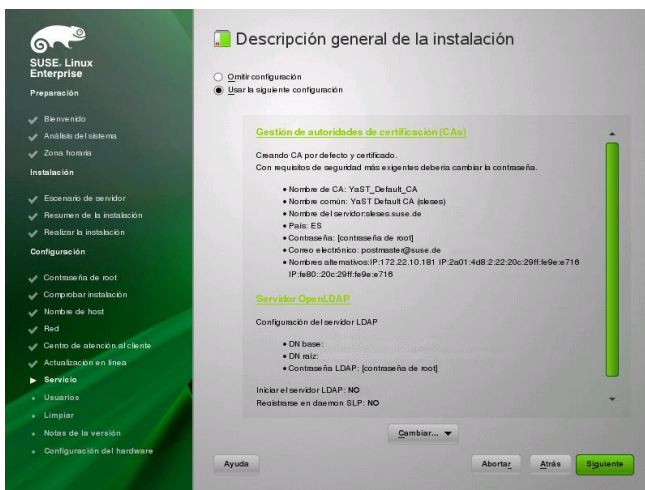 SUSE. Linux
Enterprise
Preparación
Bienvenido
Análisis del sistema
Zona horaria
Instalación
Escenario de servidor
Resumen de la instalación
Realizar la instalación
Configuración
Contraseña de root
Comprobar instalación
Nombre de host
Red
Centro de atención al cliente
Actualización en línea
Servicio
Usuarios
Limpiar
Notas de la versión
Configuración del hardware
Descripción general de la instalación
Omitir configuración
Usar la siguiente configuración
Gestión de autoridades de certificación (CAs)
Creando CA por defecto y certificado.
Con requisitos de seguridad más exigentes debería cambiar la contraseña.
• Nombre de CA: YaST_Default_CA
• Nombre común: YaST Default CA (sleses)
• Nombre del servidor:sleses.suse.de
• País: ES
• Contraseña: [contraseña de root]
• Correo electrónico: postmaster@suse.de
• Nombres alternativos:IP:172.22.10.181 IP:2a01:4d8:2:22:20c:29ff:fe9e:e716
IP:fe80::20c:29ff:fe9e:e716
Servidor OpenLDAP
Configuración del servidor LDAP
• DN base:
• DN raíz:
• Contraseña LDAP: [contraseña de root]
Iniciar el servidor LDAP: NO
Registrarse en daemon SLP: NO
Cambiar...
Ayuda
Abortar
Atrás
Siguiente